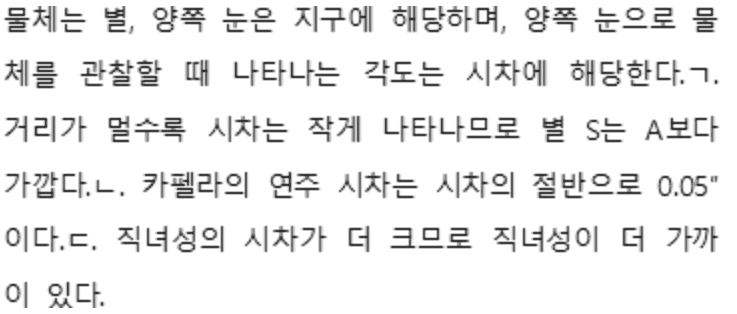 물체는 별, 양쪽 눈은 지구에 해당하며, 양쪽 눈으로 물
체를 관찰할 때 나타나는 각도는 시차에 해당한다.ㄱ.
거리가 멀수록 시차는 작게 나타나므로 별 S는 A보다
가깝다.ㄴ. 카펠라의 연주 시차는 시차의 절반으로 0.05″
이다.ㄷ. 직녀성의 시차가 더 크므로 직녀성이 더 가까
이 있다.